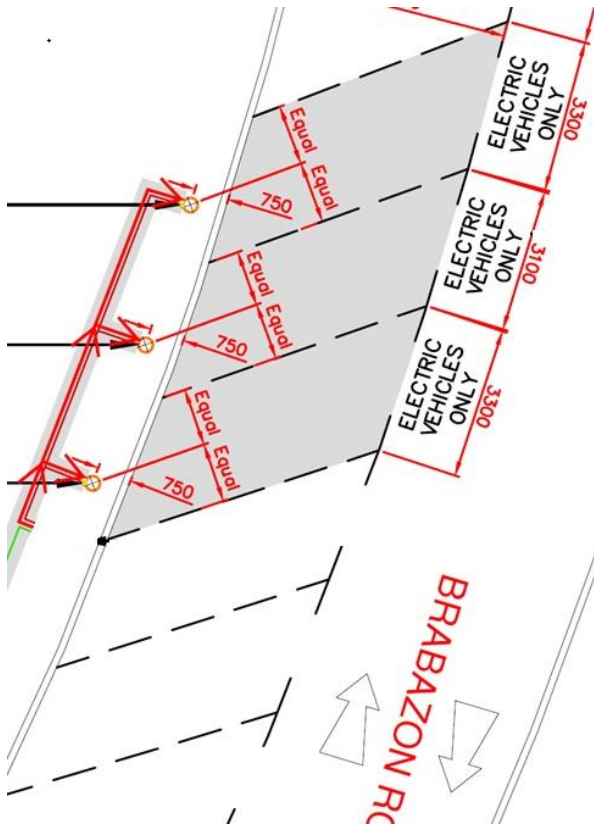 ELECTRIC
VEHICLES
ONLY
3300
Equal
Equal
750
ELECTRIC
VEHICLES
ONLY
3100
Equal
Equal
750
ELECTRIC
VEHICLES
ONLY
3300
Equal
Equal
750
BRABAZON RO